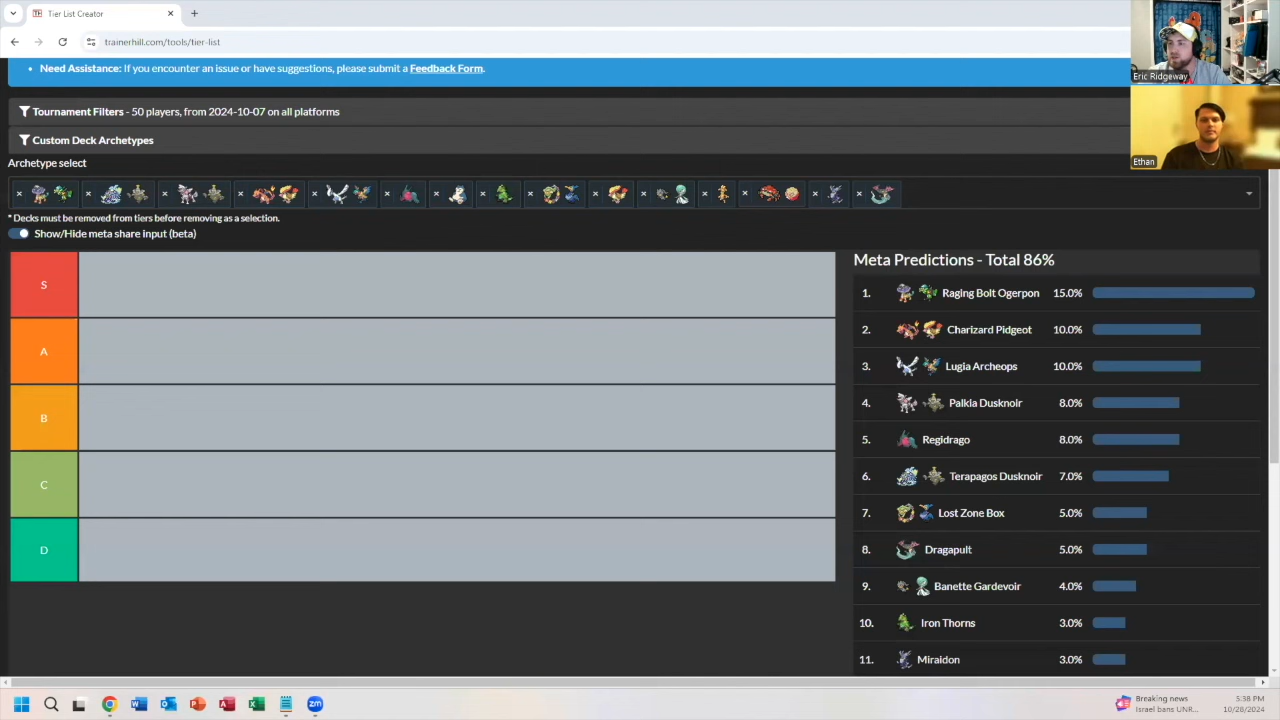 Tier List Creator
trainerhill.com/tools/tier-list
Eric Ridgeway
Ethan
• Need Assistance: If you encounter an issue or have suggestions, please submit a Feedback Form.
Tournament Filters - 50 players, from 2024-10-07 on all platforms
Custom Deck Archetypes
Archetype select
* Decks must be removed from tiers before removing as a selection.
Show/Hide meta share input (beta)
S
A
B
C
D
Meta Predictions - Total 86%
1. Raging Bolt Ogerpon 15.0%
2. Charizard Pidgeot 10.0%
3. Lugia Archeops 10.0%
4. Palkia Dusknoir 8.0%
5. Regidrago 8.0%
6. Terapagos Dusknoir 7.0%
7. Lost Zone Box 5.0%
8. Dragapult 5.0%
9. Banette Gardevoir 4.0%
10. Iron Thorns 3.0%
11. Miraidon 3.0%
Breaking news
Israel bans UNR...
5:38 PM
10/28/2024